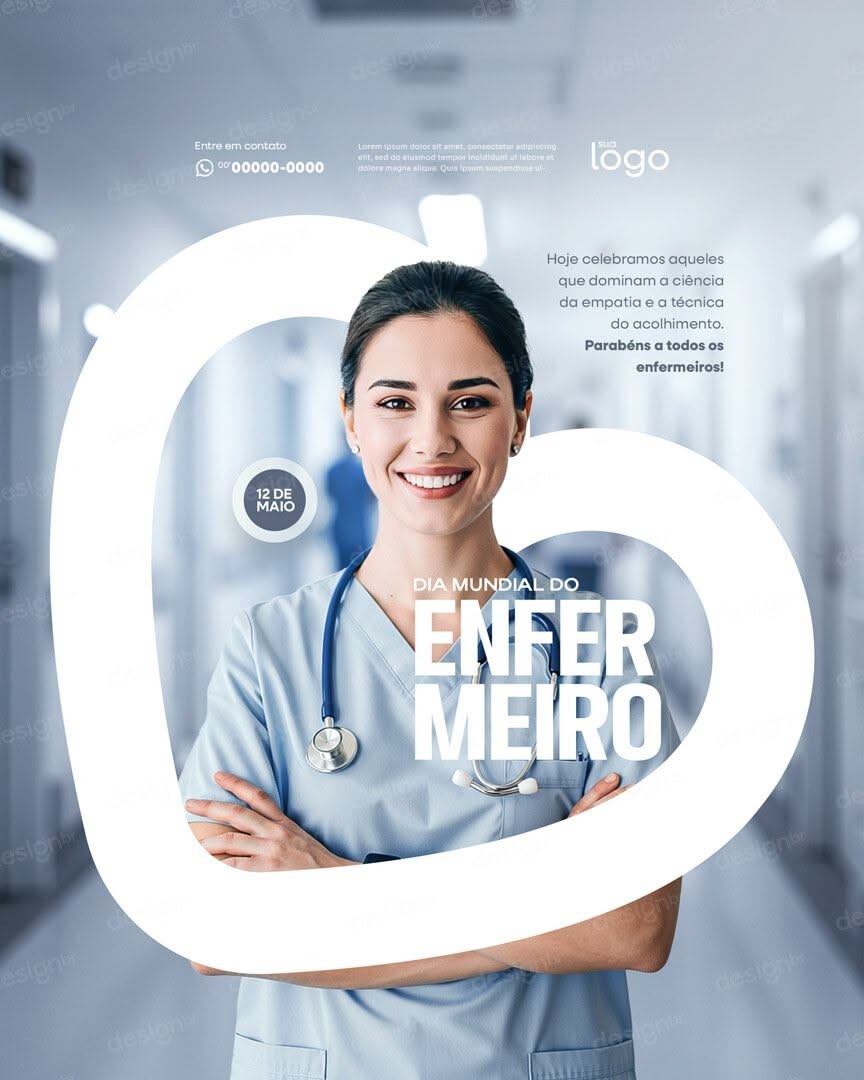 Entre em contato
00'00000-0000
Lorem ipsum dolor sit amet, consectetur adipiscing
elit, sed do eiusmod tempor incididunt ut labore et
dolore magna aliqua. Quis ipsum suspendisse ul-
sua
logo
Hoje celebramos aqueles
que dominam a ciência
da empatia e a técnica
do acolhimento.
Parabéns a todos os
enfermeiros!
12 DE
MAIO
DIA MUNDIAL DO
ENFER
MEIRO
designbr